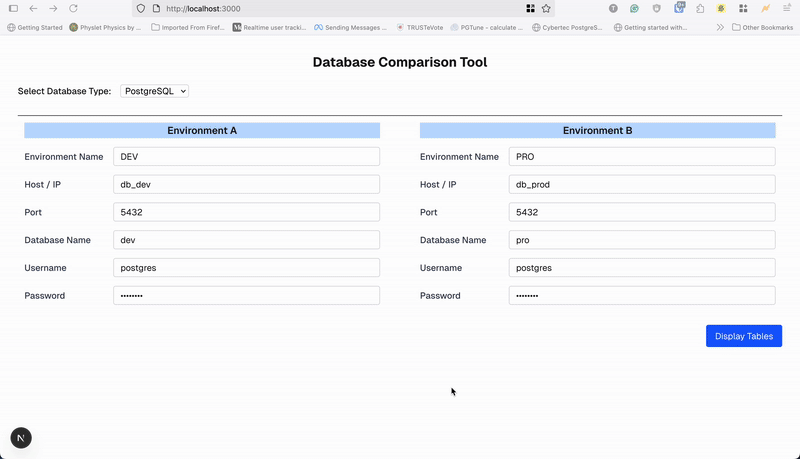 http://localhost:3000
Getting Started
Physlet Physics by ...
Imported From Firef...
Realtime user tracki...
Sending Messages ...
TRUSTeVote
PGTune – calculate ...
Cybertec PostgreS...
Getting started with...
Other Bookmarks
Database Comparison Tool
Select Database Type: PostgreSQL
Environment A
Environment Name DEV
Host / IP db_dev
Port 5432
Database Name dev
Username postgres
Password ••••••••
Environment B
Environment Name PRO
Host / IP db_prod
Port 5432
Database Name pro
Username postgres
Password ••••••••
Display Tables
N